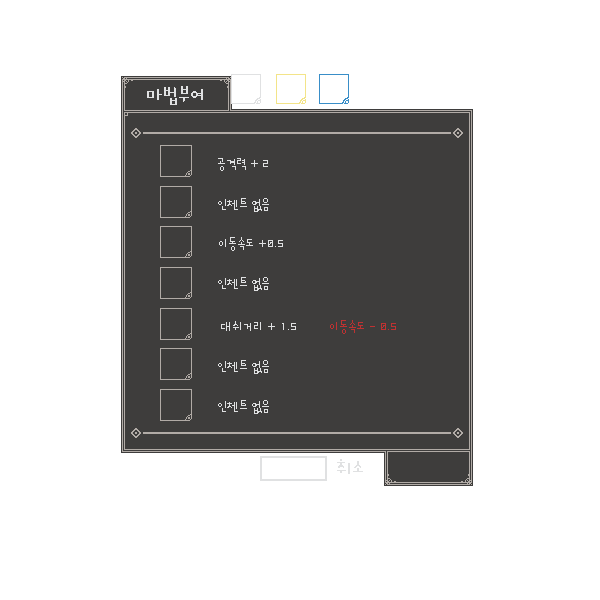 마법부여
공격력 + 2
인첸트 없음
이동속도 +0.5
인첸트 없음
대쉬거리 + 1.5 이동속도 - 0.5
인첸트 없음
인첸트 없음
취소